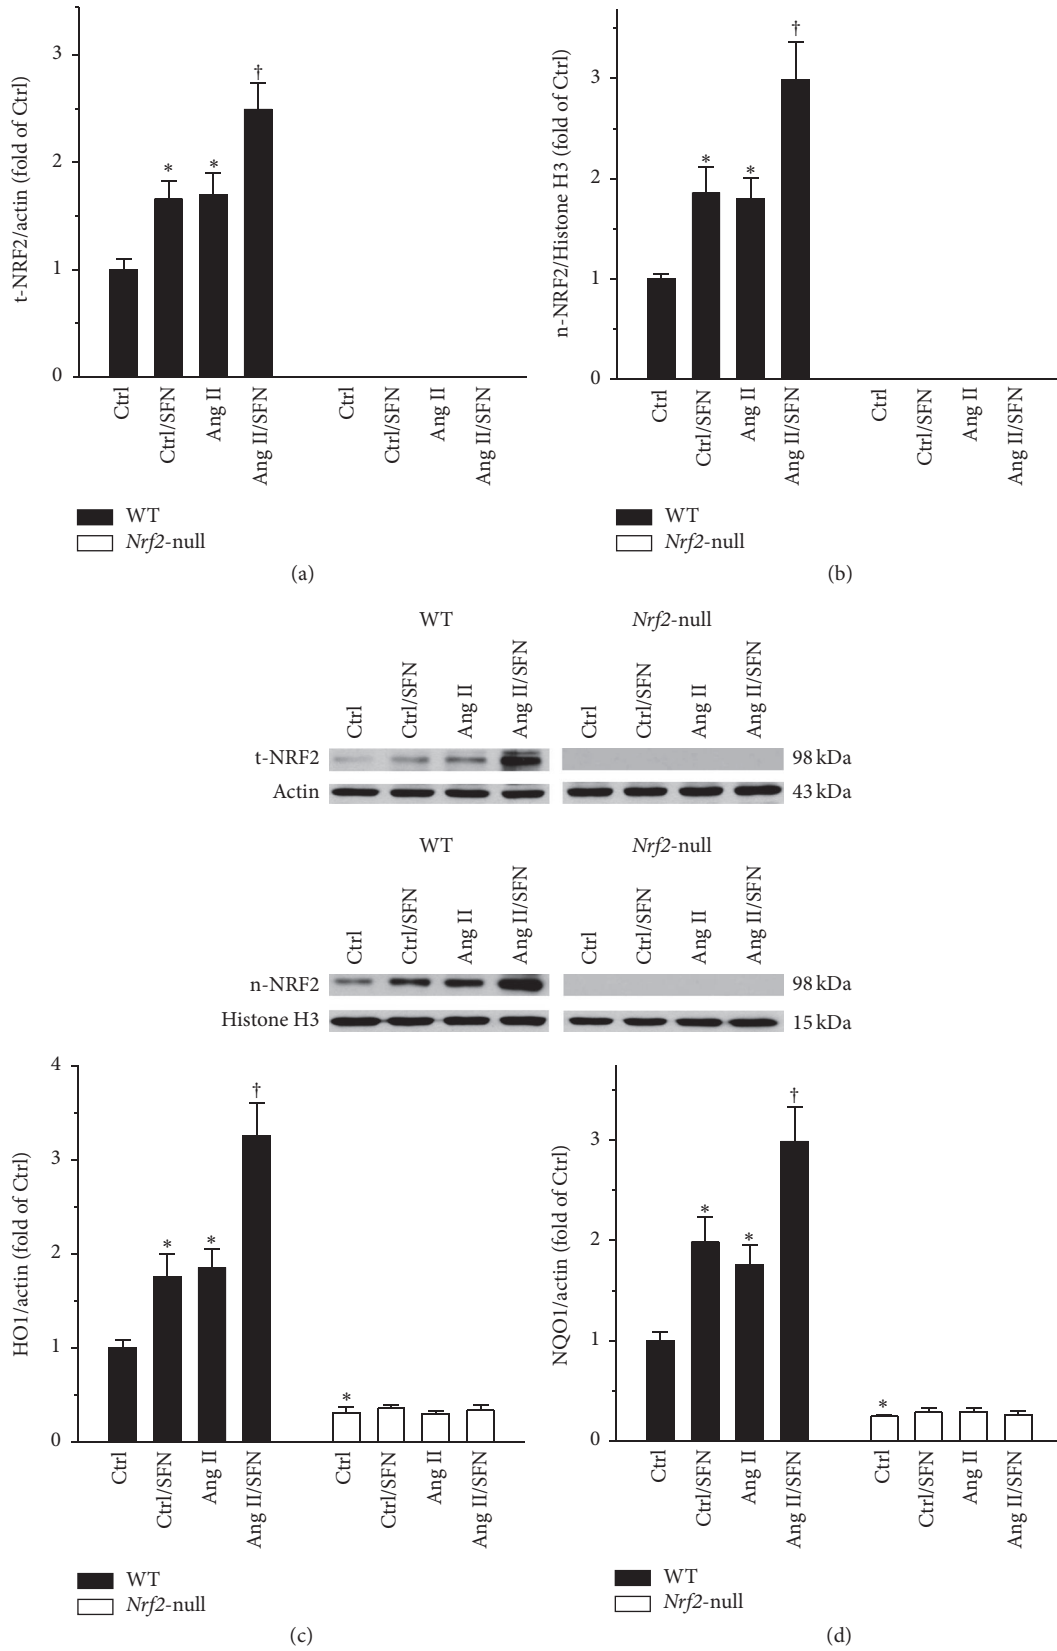 t-NRF2/actin (fold of Ctrl)
3
2
1
0
†
*
*
Ctrl
Ctrl/SFN
Ang II
Ang II/SFN
Ctrl
Ctrl/SFN
Ang II
Ang II/SFN
WT
Nrf2-null
(a)
n-NRF2/Histone H3 (fold of Ctrl)
3
2
1
0
†
*
*
Ctrl
Ctrl/SFN
Ang II
Ang II/SFN
Ctrl
Ctrl/SFN
Ang II
Ang II/SFN
WT
Nrf2-null
(b)
WT Nrf2-null
Ctrl
Ctrl/SFN
Ang II
Ang II/SFN
Ctrl
Ctrl/SFN
Ang II
Ang II/SFN
t-NRF2 98 kDa
Actin 43 kDa
WT Nrf2-null
Ctrl
Ctrl/SFN
Ang II
Ang II/SFN
Ctrl
Ctrl/SFN
Ang II
Ang II/SFN
n-NRF2 98 kDa
Histone H3 15 kDa
HO1/actin (fold of Ctrl)
4
3
2
1
0
†
*
*
*
Ctrl
Ctrl/SFN
Ang II
Ang II/SFN
Ctrl
Ctrl/SFN
Ang II
Ang II/SFN
WT
Nrf2-null
(c)
NQO1/actin (fold of Ctrl)
3
2
1
0
†
*
*
*
Ctrl
Ctrl/SFN
Ang II
Ang II/SFN
Ctrl
Ctrl/SFN
Ang II
Ang II/SFN
WT
Nrf2-null
(d)